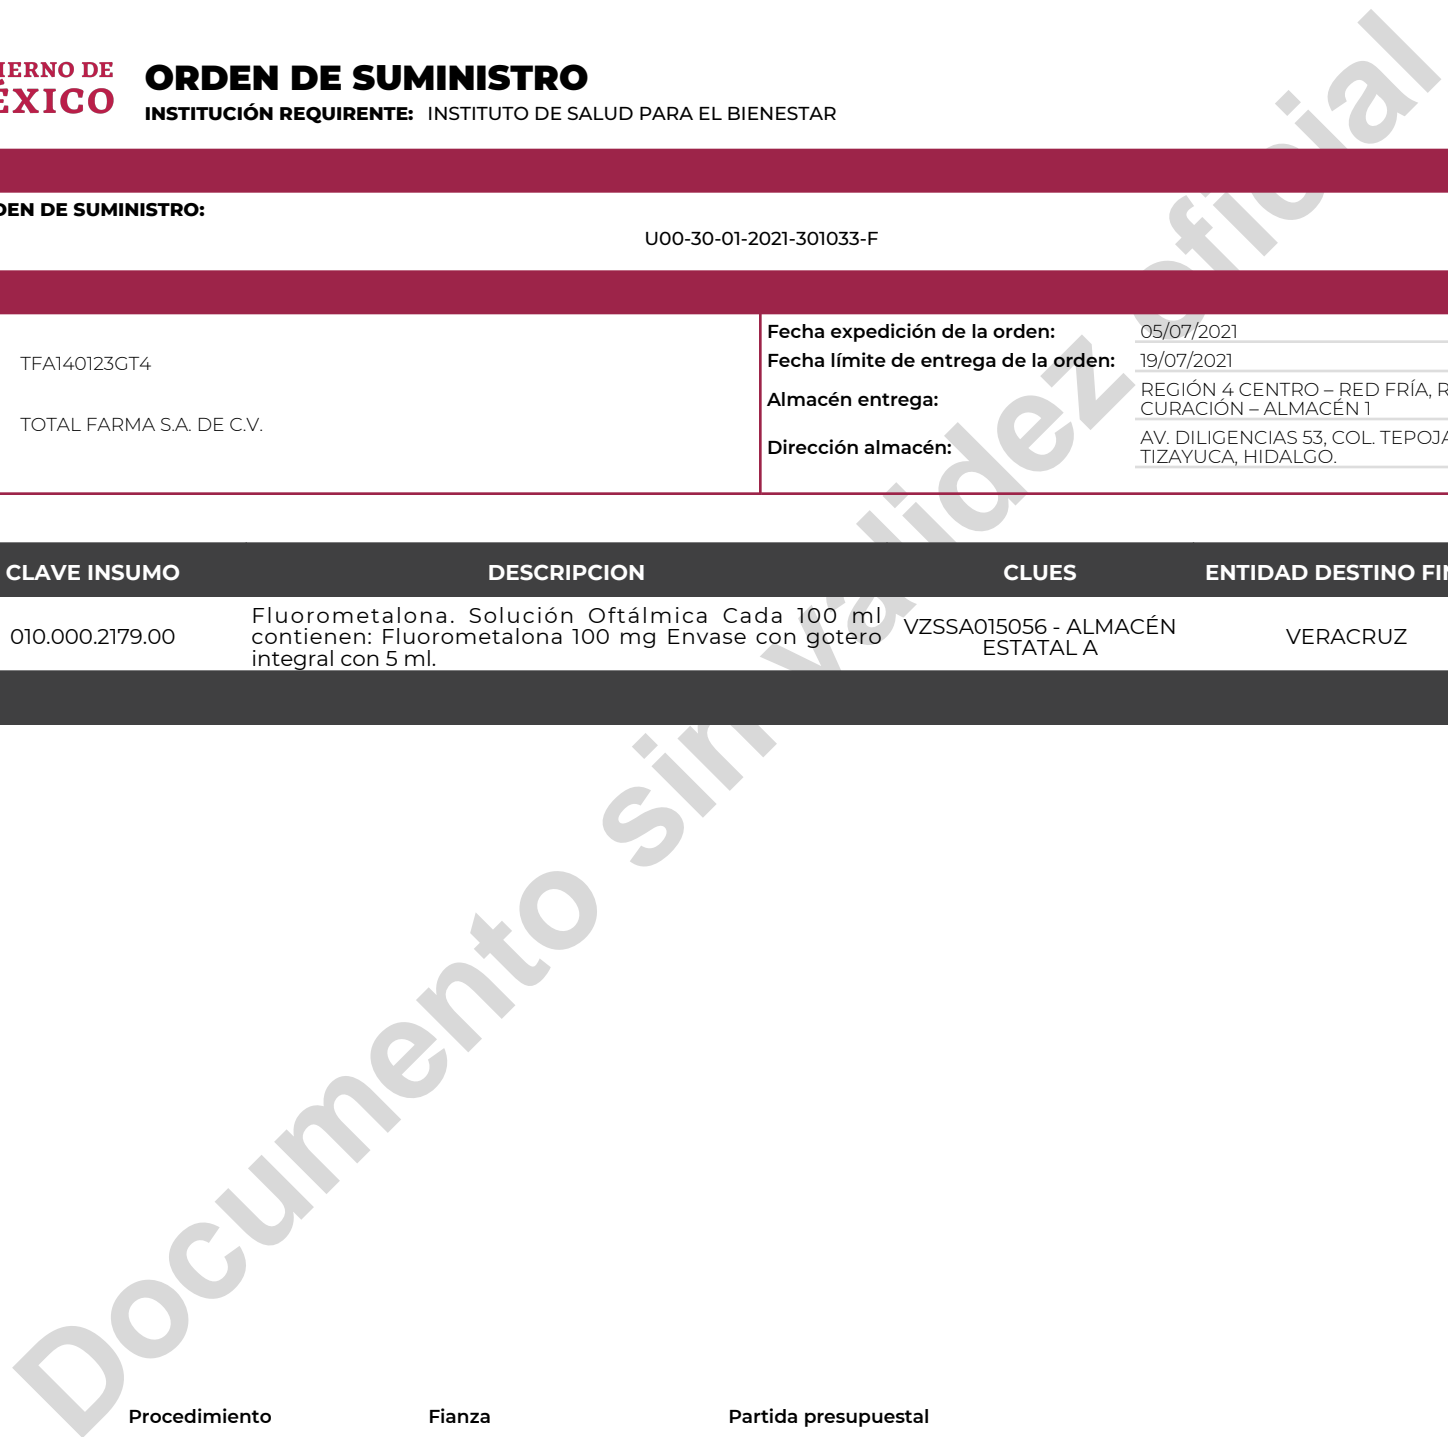 IERNO DE
ÉXICO
ORDEN DE SUMINISTRO
INSTITUCIÓN REQUIRENTE: INSTITUTO DE SALUD PARA EL BIENESTAR
DEN DE SUMINISTRO:
U00-30-01-2021-301033-F
TFA140123GT4
TOTAL FARMA S.A. DE C.V.
Fecha expedición de la orden: 05/07/2021
Fecha límite de entrega de la orden: 19/07/2021
Almacén entrega: REGIÓN 4 CENTRO – RED FRÍA, R
CURACIÓN – ALMACÉN 1
Dirección almacén: AV. DILIGENCIAS 53, COL. TEPOJA
TIZAYUCA, HIDALGO.
CLAVE INSUMO DESCRIPCION CLUES ENTIDAD DESTINO FIN
010.000.2179.00
Fluorometalona. Solución Oftálmica Cada 100 ml
contienen: Fluorometalona 100 mg Envase con gotero
integral con 5 ml.
VZSSA015056 - ALMACÉN
ESTATAL A
VERACRUZ
Documento sin validez oficial
Procedimiento Fianza Partida presupuestal